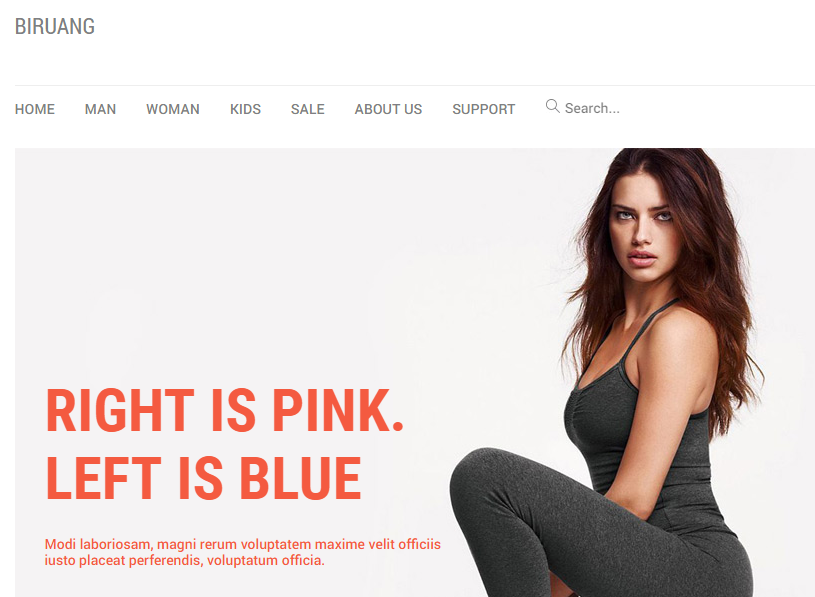 BIRUANG
HOME MAN WOMAN KIDS SALE ABOUT US SUPPORT Search...
RIGHT IS PINK.
LEFT IS BLUE
Modi laboriosam, magni rerum voluptatem maxime velit officiis
iusto placeat perferendis, voluptatum officia.